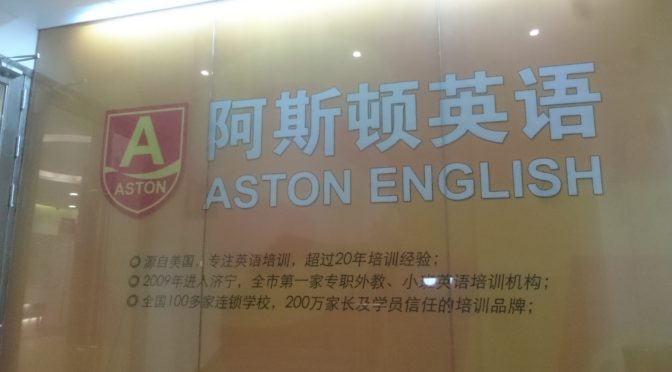 A
ASTON
阿斯顿英语
ASTON ENGLISH
源自美国，专注英语培训，超过20年培训经验；
2009年进入济宁，全市第一家专职外教、小班英语培训机构；
全国100多家连锁学校，200万家长及学员信任的培训品牌；